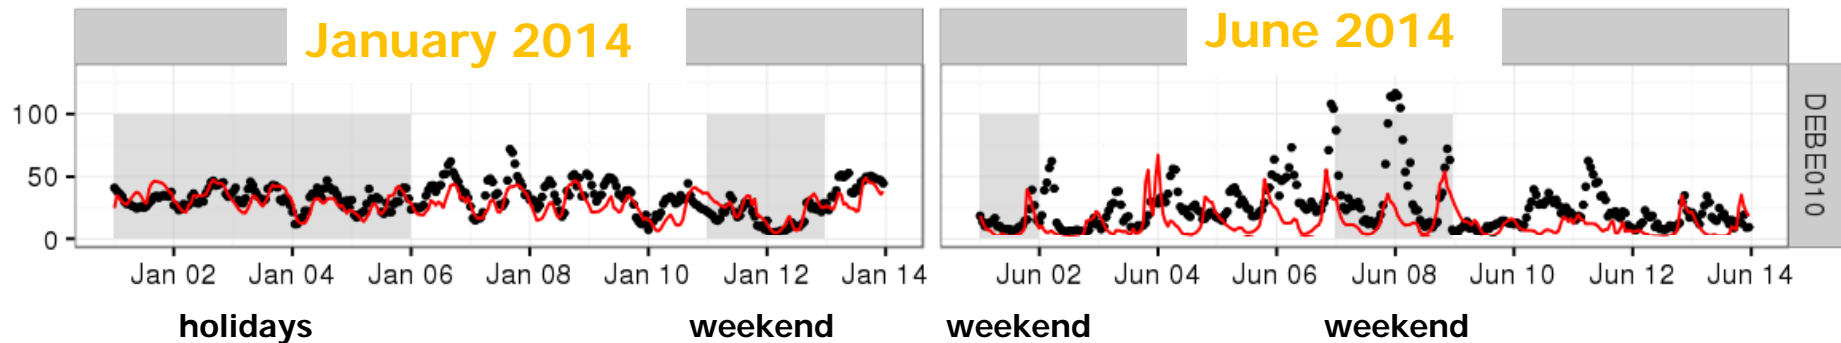 January 2014
June 2014
100
50
0
DEBE010
Jan 02 Jan 04 Jan 06 Jan 08 Jan 10 Jan 12 Jan 14
Jun 02 Jun 04 Jun 06 Jun 08 Jun 10 Jun 12 Jun 14
holidays weekend weekend weekend